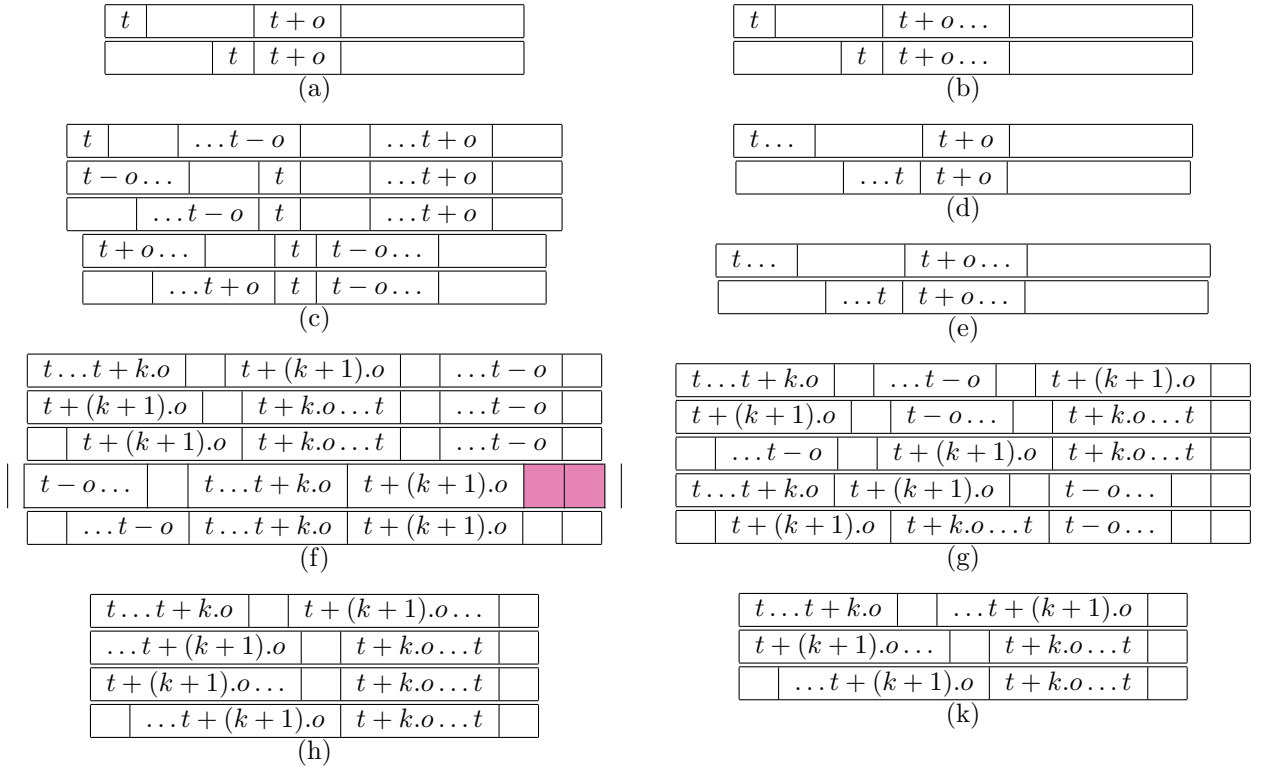 t t + o
t t + o
(a)
t t + o …
t t + o …
(b)
t … t − o … t + o
t − o … t … t + o
… t − o t … t + o
t + o … t t − o …
… t + o t t − o …
(c)
t … t + o
… t t + o
(d)
t … t + o …
… t t + o …
(e)
t … t + k.o t + (k + 1).o … t − o
t + (k + 1).o t + k.o … t … t − o
t + (k + 1).o t + k.o … t … t − o
t − o … t … t + k.o t + (k + 1).o
… t − o t … t + k.o t + (k + 1).o
(f)
t … t + k.o … t − o t + (k + 1).o
t + (k + 1).o t − o … t + k.o … t
… t − o t + (k + 1).o t + k.o … t
t … t + k.o t + (k + 1).o t − o …
t + (k + 1).o t + k.o … t t − o …
(g)
t … t + k.o t + (k + 1).o …
… t + (k + 1).o t + k.o … t
t + (k + 1).o … t + k.o … t
… t + (k + 1).o t + k.o … t
(h)
t … t + k.o … t + (k + 1).o
t + (k + 1).o … t + k.o … t
… t + (k + 1).o t + k.o … t
(k)